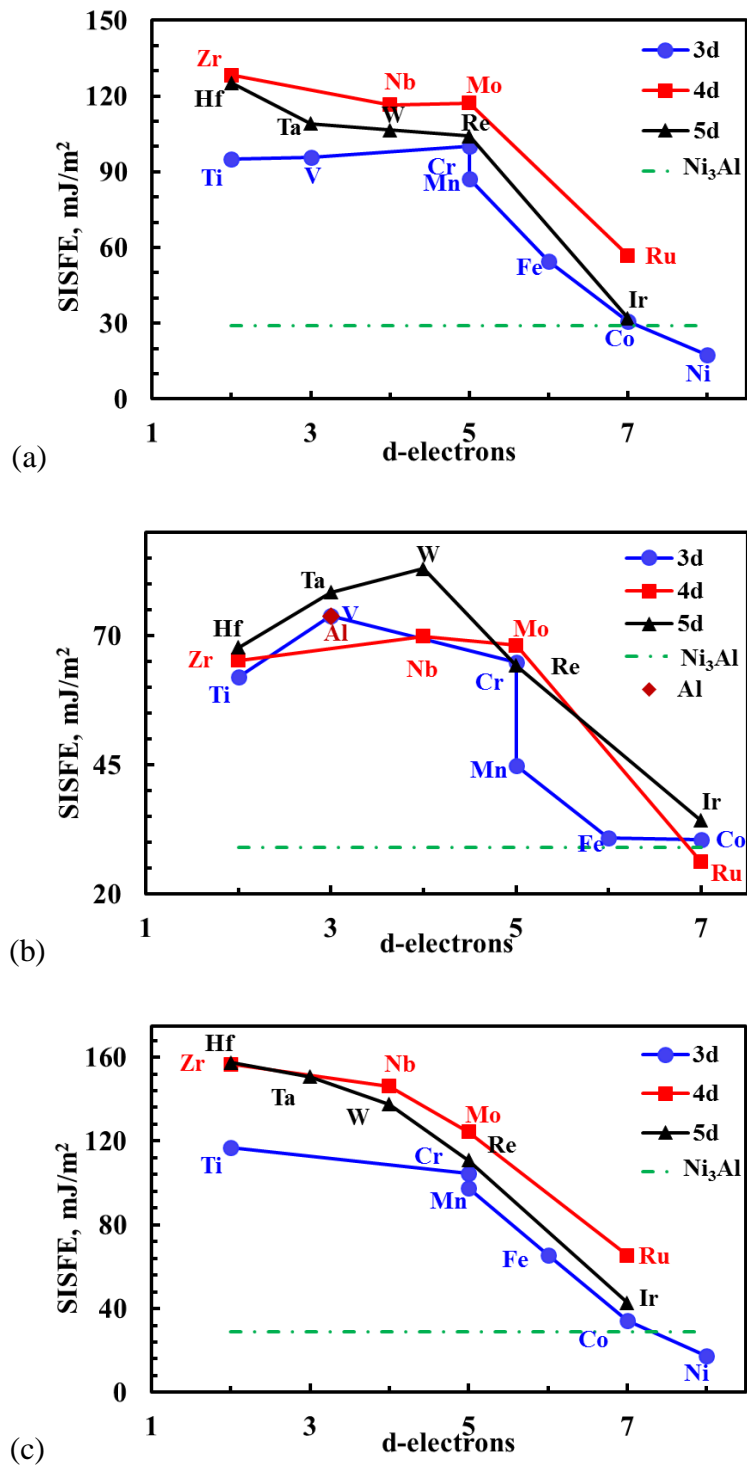 150
120
90
60
30
0
SISFE, mJ/m²
Zr
Hf
Nb
W
Mo
Ta
Re
Ti
V
Cr
Mn
Fe
Ru
Ir
Co
Ni
3d
4d
5d
Ni₃Al
1 3 5 7
d-electrons
(a)
70
45
20
SISFE, mJ/m²
W
Ta
Hf
V
Al
Zr
Ti
Nb
Mo
Cr
Re
Mn
Fe
Ir
Co
Ru
3d
4d
5d
Ni₃Al
Al
1 3 5 7
d-electrons
(b)
160
120
80
40
0
SISFE, mJ/m²
Hf
Zr
Ta
Nb
W
Mo
Re
Ti
Cr
Mn
Fe
Ru
Ir
Co
Ni
3d
4d
5d
Ni₃Al
1 3 5 7
d-electrons
(c)